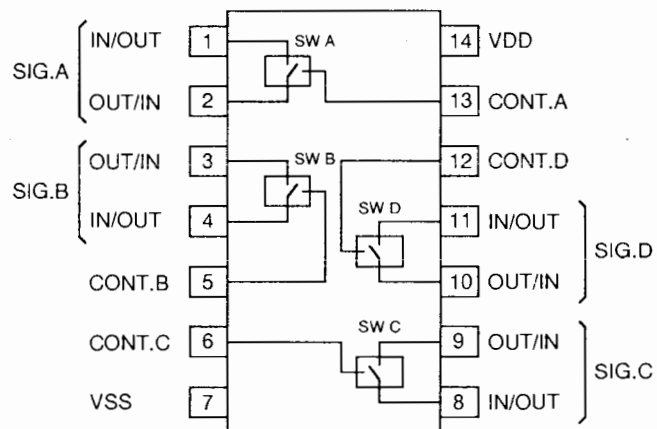 IN/OUT 1 SW A 14 VDD
SIG.A
OUT/IN 2 13 CONT.A
OUT/IN 3 SW B 12 CONT.D
SIG.B
IN/OUT 4 SW D 11 IN/OUT
SIG.D
CONT.B 5 10 OUT/IN
CONT.C 6 SW C 9 OUT/IN
SIG.C
VSS 7 8 IN/OUT